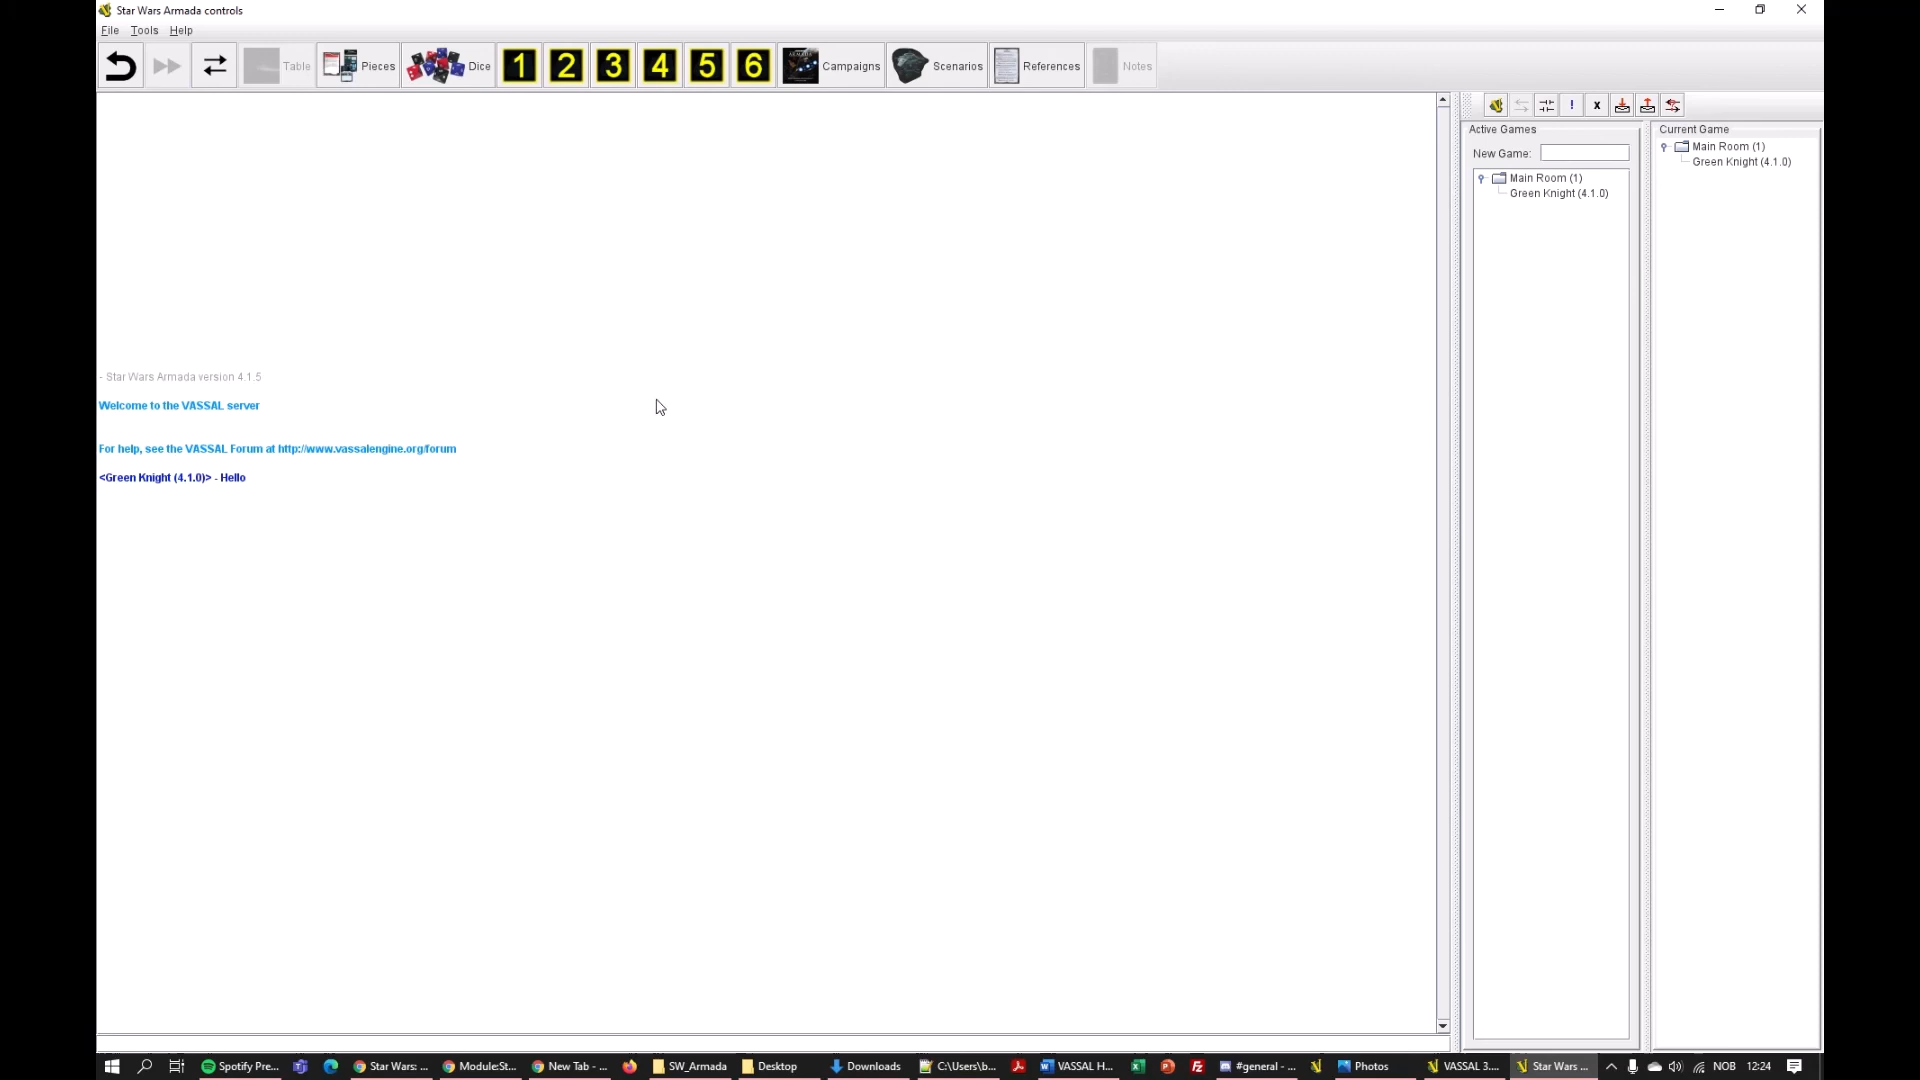 Star Wars Armada controls
File Tools Help
Table Pieces Dice 1 2 3 4 5 6 Campaigns Scenarios References Notes
! x
Active Games
Current Game
New Game:
Main Room (1)
Green Knight (4.1.0)
Main Room (1)
Green Knight (4.1.0)
- Star Wars Armada version 4.1.5
Welcome to the VASSAL server
For help, see the VASSAL Forum at http://www.vassalengine.org/forum
<Green Knight (4.1.0)> - Hello
Spotify Pre... Star Wars: ... Module:St... New Tab - ... SW_Armada Desktop Downloads C:\Users\b... VASSAL H... #general - ... Photos VASSAL 3.... Star Wars ... NOB 12:24